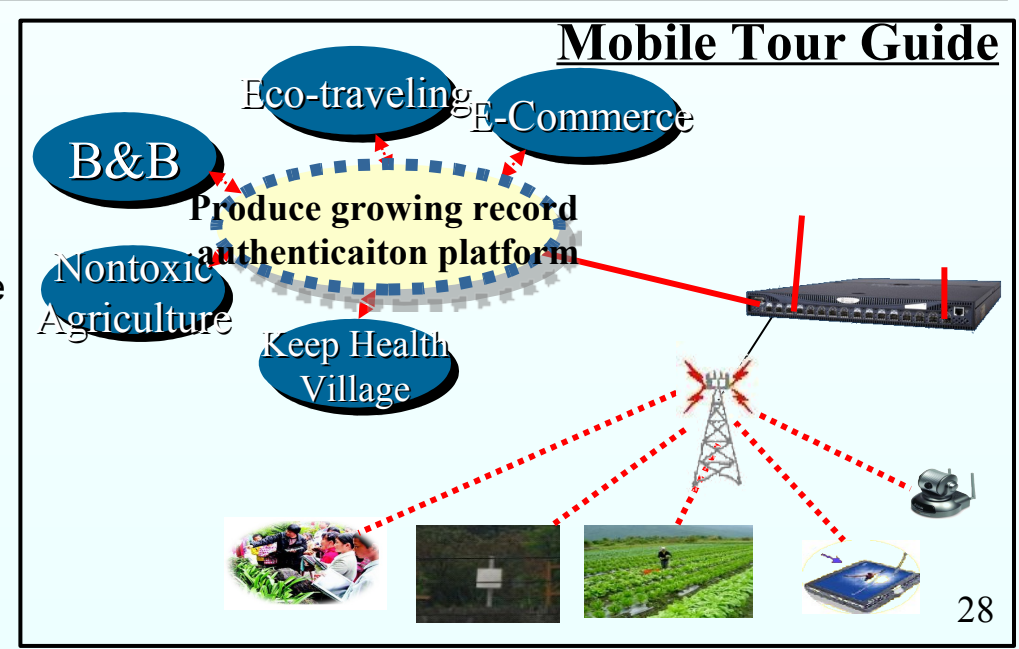 Mobile Tour Guide
Eco-traveling
E-Commerce
B&B
Produce growing record
authenticaiton platform
Nontoxic
Agriculture
e
Keep Health
Village
28